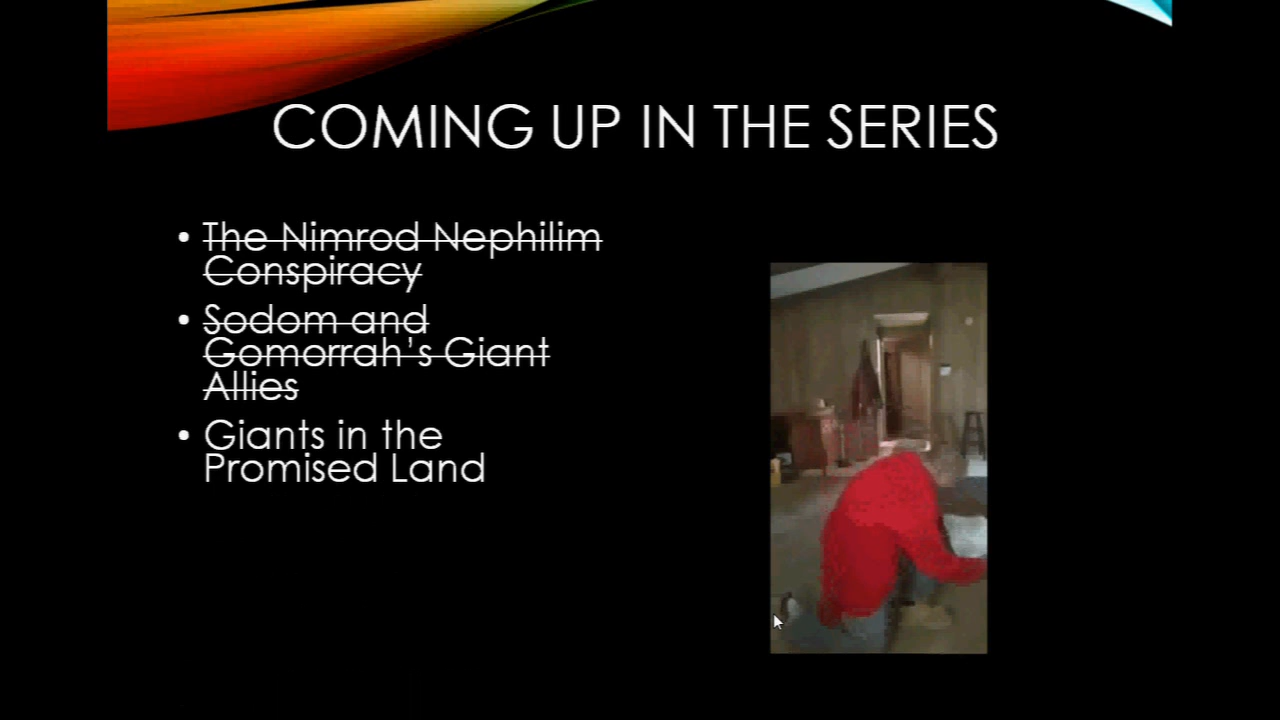 COMING UP IN THE SERIES
• The Nimrod Nephilim
Conspiracy
• Sodom and
Gomorrah's Giant
Allies
• Giants in the
Promised Land